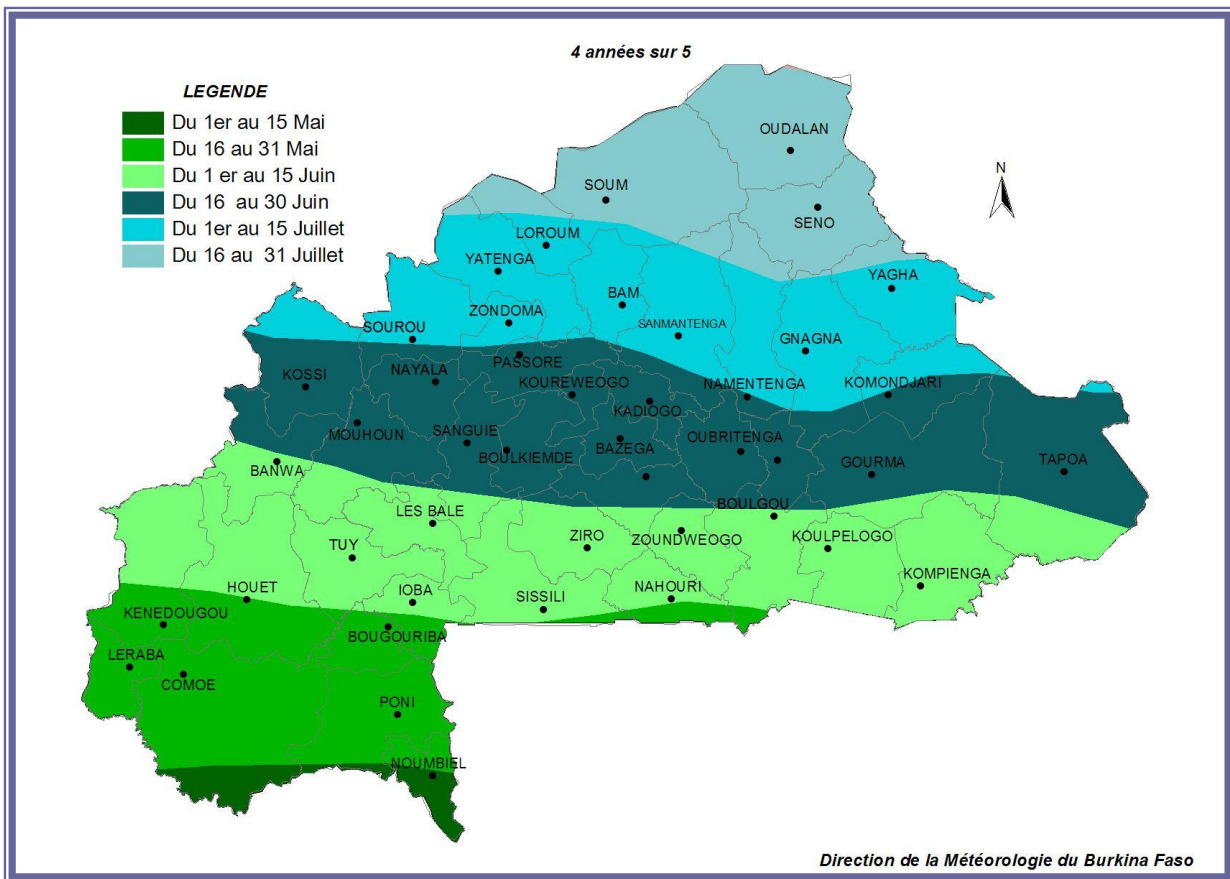 4 années sur 5
LEGENDE
Du 1er au 15 Mai
Du 16 au 31 Mai
Du 1 er au 15 Juin
Du 16 au 30 Juin
Du 1er au 15 Juillet
Du 16 au 31 Juillet
N
OUDALAN
SOUM
SENO
LOROUM
YATENGA
YAGHA
BAM
ZONDOMA
SANMANTENGA
SOUROU
GNAGNA
PASSORE
KOSSI
NAYALA
KOUREWEOGO
NAMENTENGA
KOMONDJARI
KADIOGO
MOUHOUN
SANGUIE
BAZEGA
OUBRITENGA
BOULKIEMDE
GOURMA
TAPOA
BANWA
BOULGOU
LES BALE
ZIRO
ZOUNDWEOGO
KOULPELOGO
TUY
KOMPIENGA
HOUET
IOBA
SISSILI
NAHOURI
KENEDOUGOU
BOUGOURIBA
LERABA
COMOE
PONI
NOUMBIEL
Direction de la Météorologie du Burkina Faso